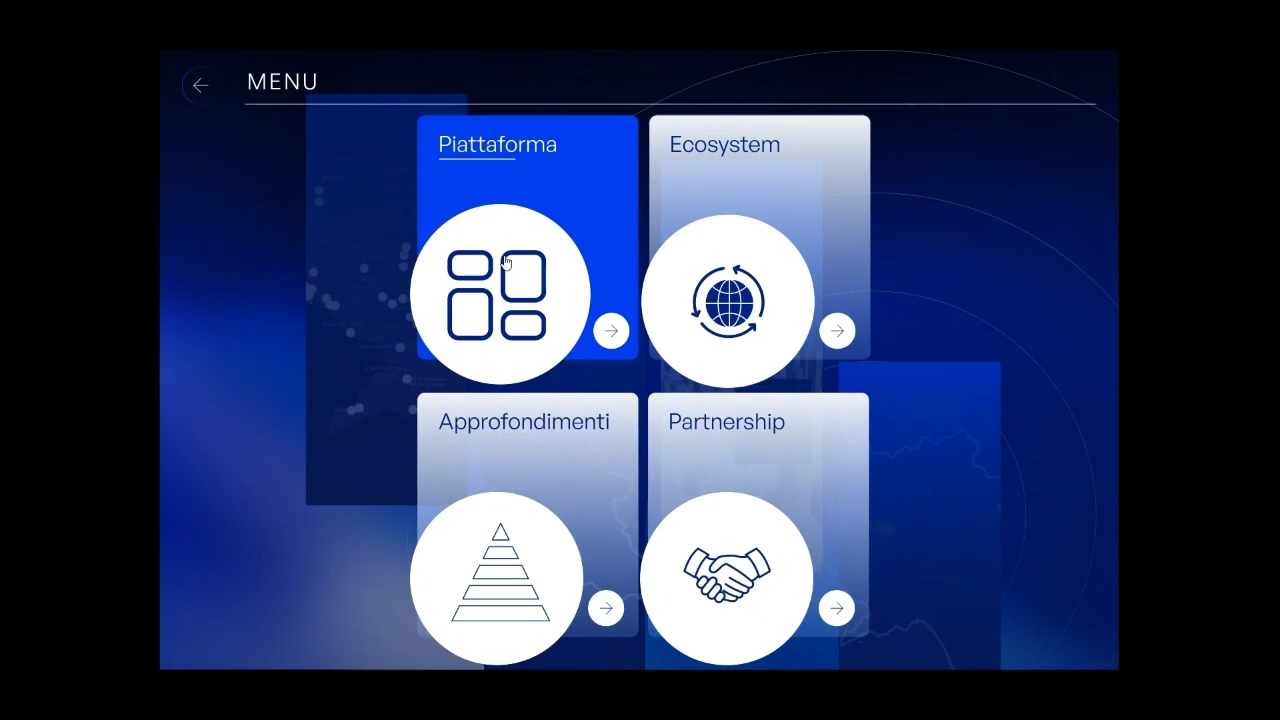 MENU
Piattaforma
Ecosystem
Approfondimenti
Partnership